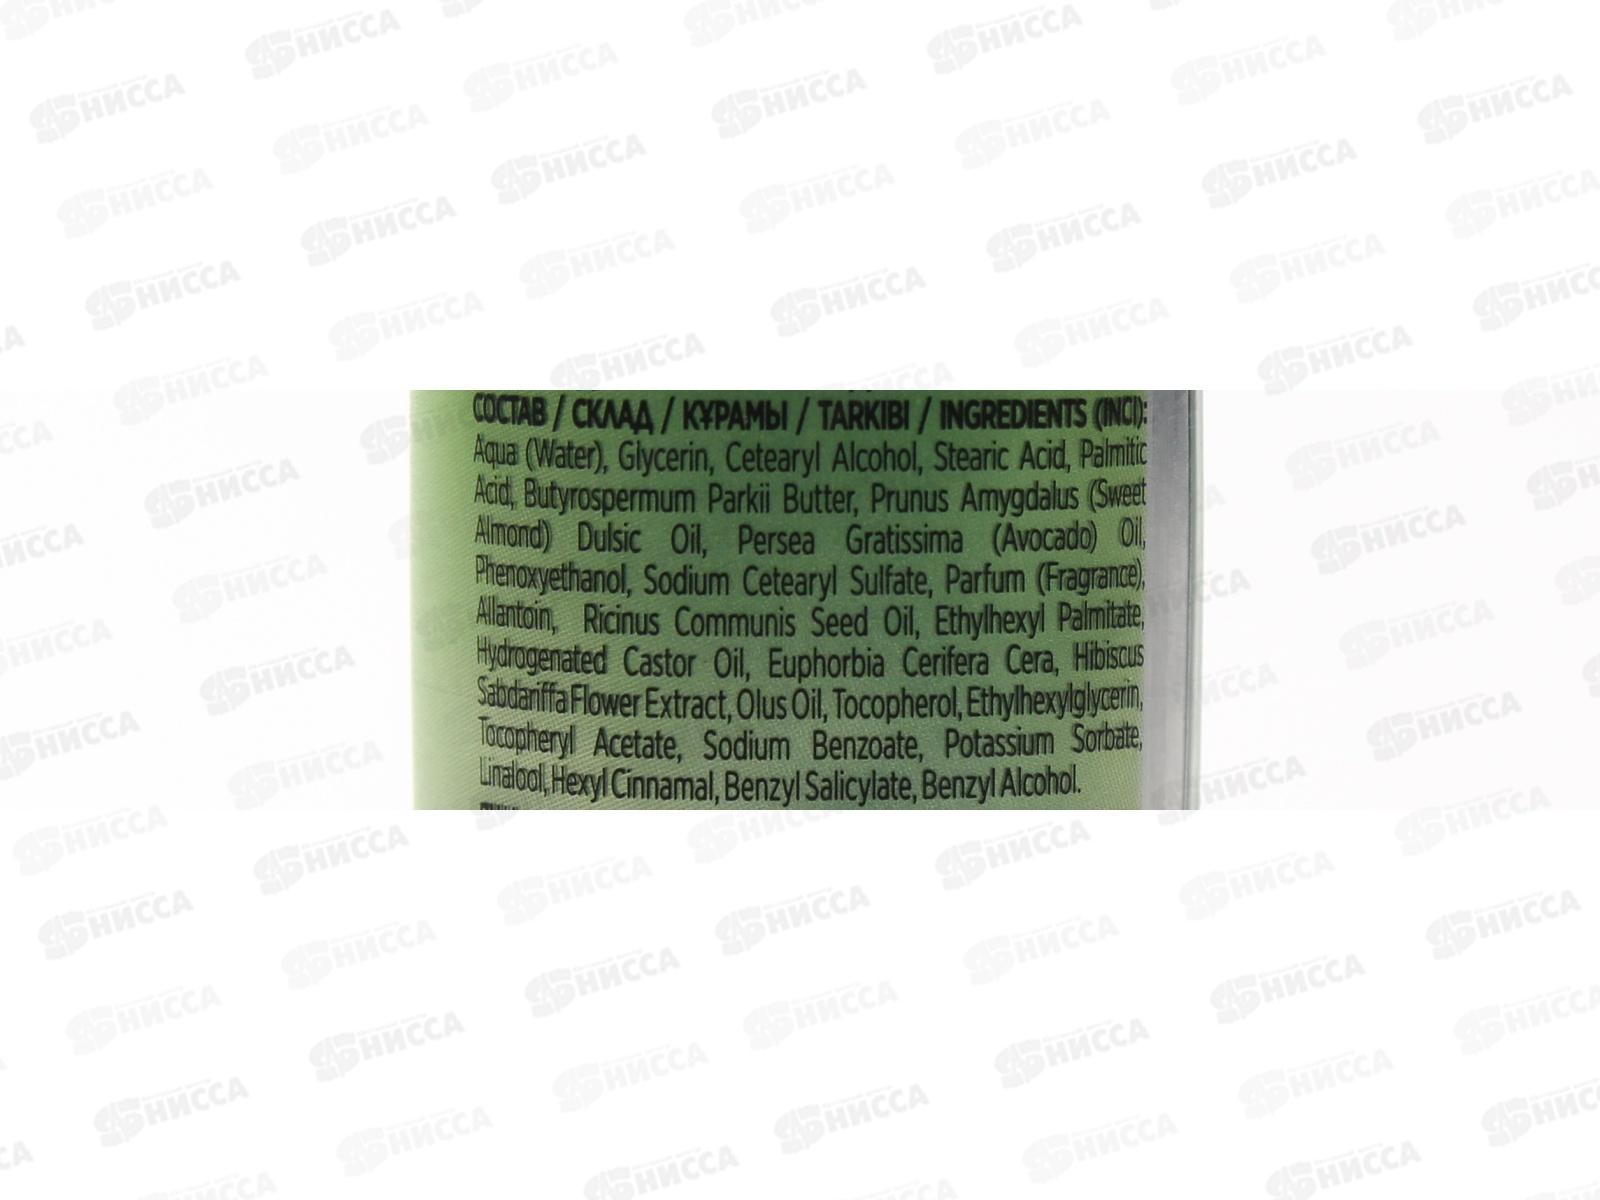 СОСТАВ / СКЛАД / ҚҰРАМЫ / TARKIBI / INGREDIENTS (INCI):
Aqua (Water), Glycerin, Cetearyl Alcohol, Stearic Acid, Palmitic
Acid, Butyrospermum Parkii Butter, Prunus Amygdalus (Sweet
Almond) Dulsic Oil, Persea Gratissima (Avocado) Oil,
Phenoxyethanol, Sodium Cetearyl Sulfate, Parfum (Fragrance),
Allantoin, Ricinus Communis Seed Oil, Ethylhexyl Palmitate,
Hydrogenated Castor Oil, Euphorbia Cerifera Cera, Hibiscus
Sabdariffa Flower Extract, Olus Oil, Tocopherol, Ethylhexylglycerin,
Tocopheryl Acetate, Sodium Benzoate, Potassium Sorbate,
Linalool, Hexyl Cinnamal, Benzyl Salicylate, Benzyl Alcohol.